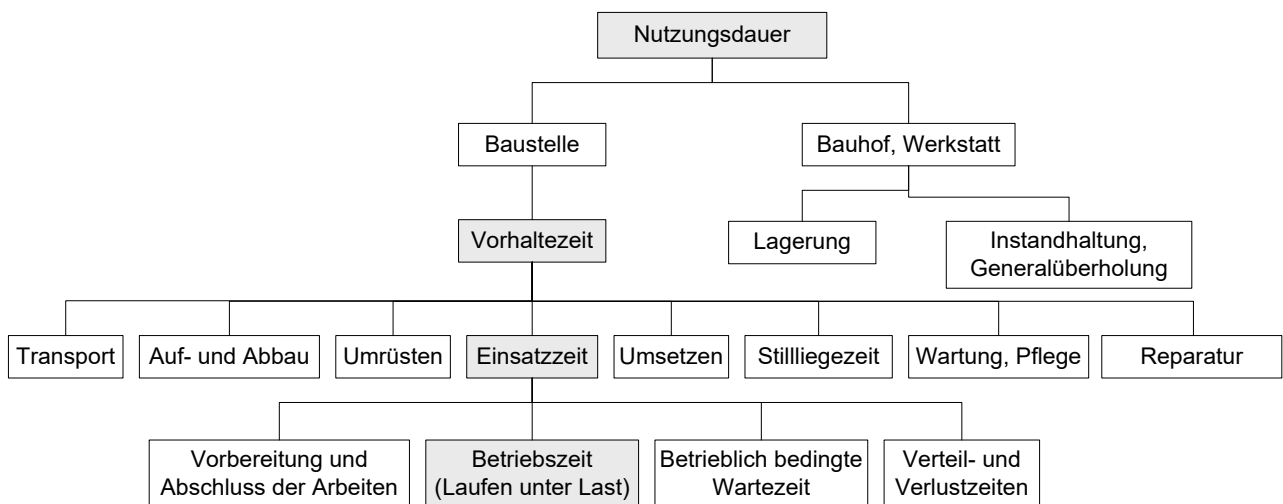 Nutzungsdauer
Baustelle
Bauhof, Werkstatt
Vorhaltezeit
Lagerung
Instandhaltung,
Generalüberholung
Transport
Auf- und Abbau
Umrüsten
Einsatzzeit
Umsetzen
Stillliegezeit
Wartung, Pflege
Reparatur
Vorbereitung und
Abschluss der Arbeiten
Betriebszeit
(Laufen unter Last)
Betrieblich bedingte
Wartezeit
Verteil- und
Verlustzeiten